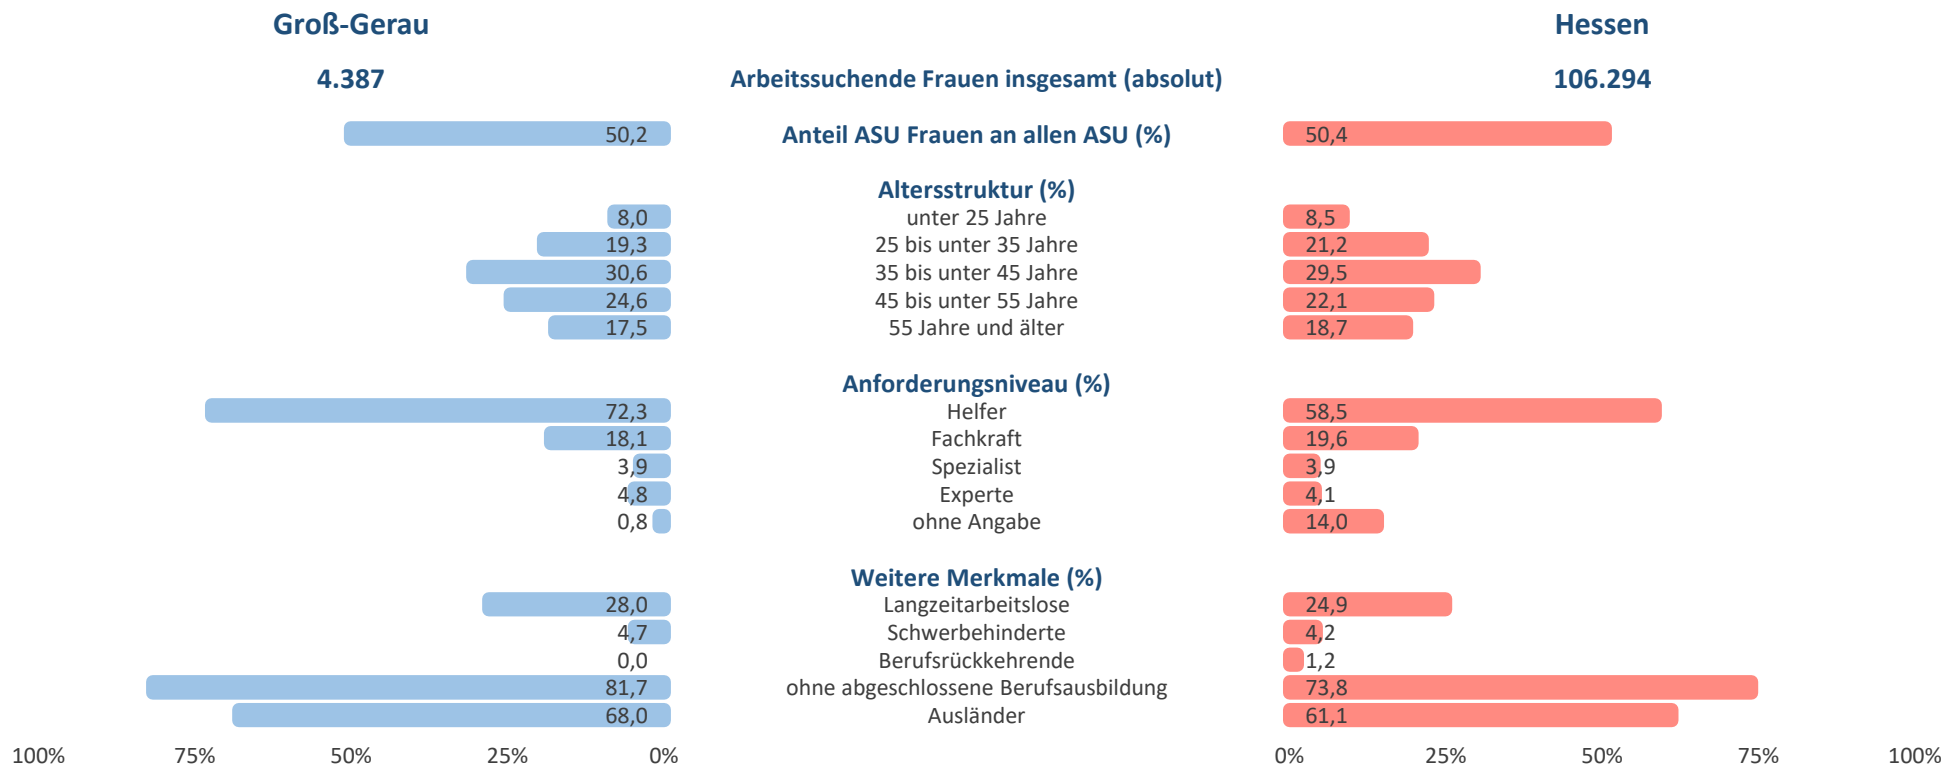 Groß-Gerau Hessen
4.387 Arbeitssuchende Frauen insgesamt (absolut) 106.294
50,2 Anteil ASU Frauen an allen ASU (%) 50,4
Altersstruktur (%)
8,0 unter 25 Jahre 8,5
19,3 25 bis unter 35 Jahre 21,2
30,6 35 bis unter 45 Jahre 29,5
24,6 45 bis unter 55 Jahre 22,1
17,5 55 Jahre und älter 18,7
Anforderungsniveau (%)
72,3 Helfer 58,5
18,1 Fachkraft 19,6
3,9 Spezialist 3,9
4,8 Experte 4,1
0,8 ohne Angabe 14,0
Weitere Merkmale (%)
28,0 Langzeitarbeitslose 24,9
4,7 Schwerbehinderte 4,2
0,0 Berufsrückkehrende 1,2
81,7 ohne abgeschlossene Berufsausbildung 73,8
68,0 Ausländer 61,1
100% 75% 50% 25% 0% 0% 25% 50% 75% 100%